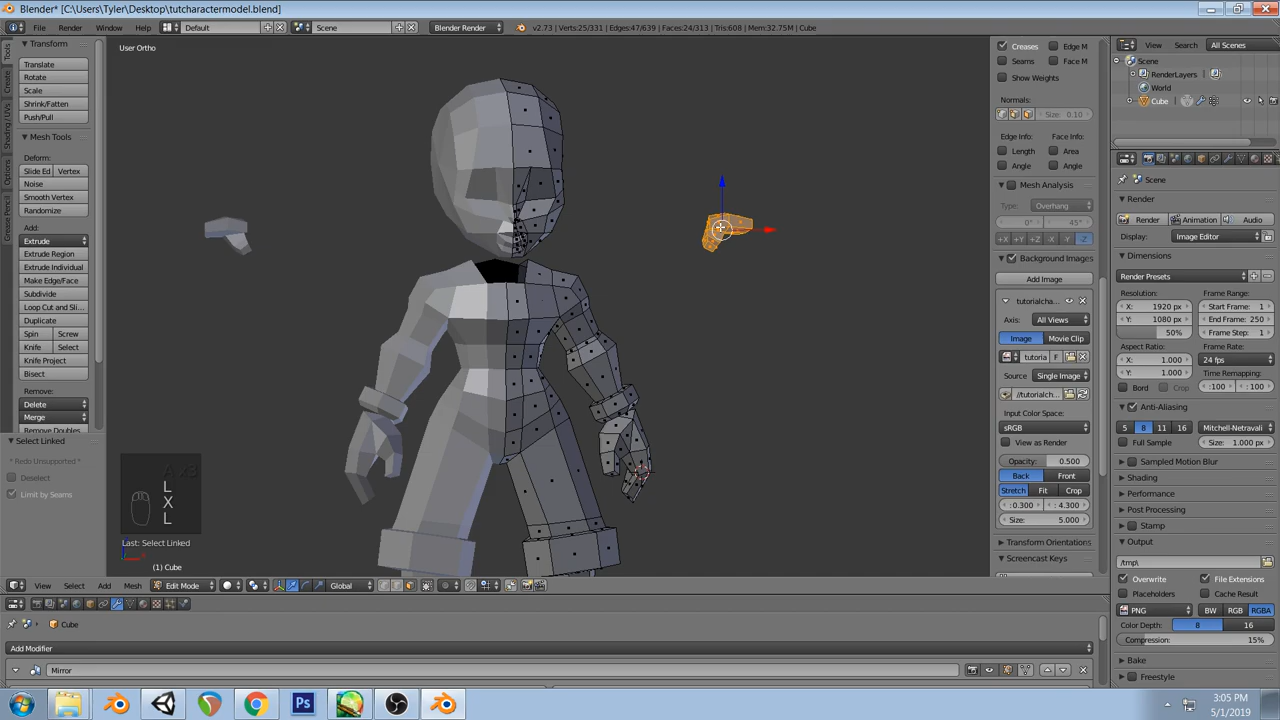 Blender* [C:\Users\Tyler\Desktop\tutcharactermodel.blend]
File Render Window Help Default Scene Blender Render v2.73 | Verts:25/331 | Edges:47/639 | Faces:24/313 | Tris:608 | Mem:32.75M | Cube
Tools
Create
Shading/UVs
Options
Grease Pencil
Transform
Translate
Rotate
Scale
Shrink/Fatten
Push/Pull
Mesh Tools
Deform:
Slide Ed Vertex
Noise
Smooth Vertex
Randomize
Add:
Extrude
Extrude Region
Extrude Individual
Inset Faces
Make Edge/Face
Subdivide
Loop Cut and Sli...
Duplicate
Spin Screw
Knife Select
Knife Project
Bisect
Remove:
Delete
Merge
Remove Doubles
Select Linked
* Redo Unsupported *
Deselect
Limit by Seams
User Ortho
L
X
L
Last: Select Linked
(1) Cube
View Select Add Mesh Edit Mode Global
Creases Edge M
Seams Face M
Show Weights
Normals:
Size: 0.10
Edge Info: Face Info:
Length Area
Angle Angle
Mesh Analysis
Type: Overhang
0° 45°
+X +Y +Z -X -Y -Z
Background Images
Add Image
tutorialcha...
Axis: All Views
Image Movie Clip
tutoria F
Source Single Image
//tutorialch...
Input Color Space:
sRGB
View as Render
Opacity: 0.500
Back Front
Stretch Fit Crop
: 0.300 : 4.300
Size: 5.000
Transform Orientations
Screencast Keys
View Search All Scenes
Scene
RenderLayers
World
Cube
Scene
Render
Render Animation Audio
Display: Image Editor
Dimensions
Render Presets
Resolution: Frame Range:
X: 1920 px Start Frame: 1
Y: 1080 px End Frame: 250
50% Frame Step: 1
Aspect Ratio: Frame Rate:
X: 1.000 24 fps
Y: 1.000 Time Remapping:
Bord Crop :100 : 100
Anti-Aliasing
5 8 11 16 Mitchell-Netravali
Full Sample Size: 1.000 px
Sampled Motion Blur
Shading
Performance
Post Processing
Stamp
Output
/tmp\
Overwrite File Extensions
Placeholders Cache Result
PNG BW RGB RGBA
Color Depth: 8 16
Compression: 15%
Bake
Freestyle
Cube
Add Modifier
Mirror
Ps
3:05 PM
5/1/2019